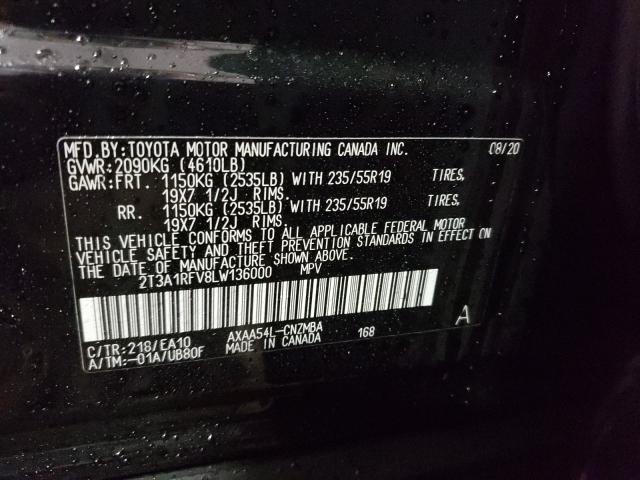 MFD. BY: TOYOTA MOTOR MANUFACTURING CANADA INC. 08/20
GVWR: 2090KG (4610LB)
GAWR: FRT. 1150KG (2535LB) WITH 235/55R19 TIRES,
19X7 1/2J RIMS
RR. 1150KG (2535LB) WITH 235/55R19 TIRES,
19X7 1/2J RIMS
THIS VEHICLE CONFORMS TO ALL APPLICABLE FEDERAL MOTOR
VEHICLE SAFETY AND THEFT PREVENTION STANDARDS IN EFFECT ON
THE DATE OF MANUFACTURE SHOWN ABOVE.
2T3A1RFV8LW136000 MPV
C/TR: 218/EA10 AXAA54L-CNZMBA 168 A
A/TM: -01A/UB80F MADE IN CANADA